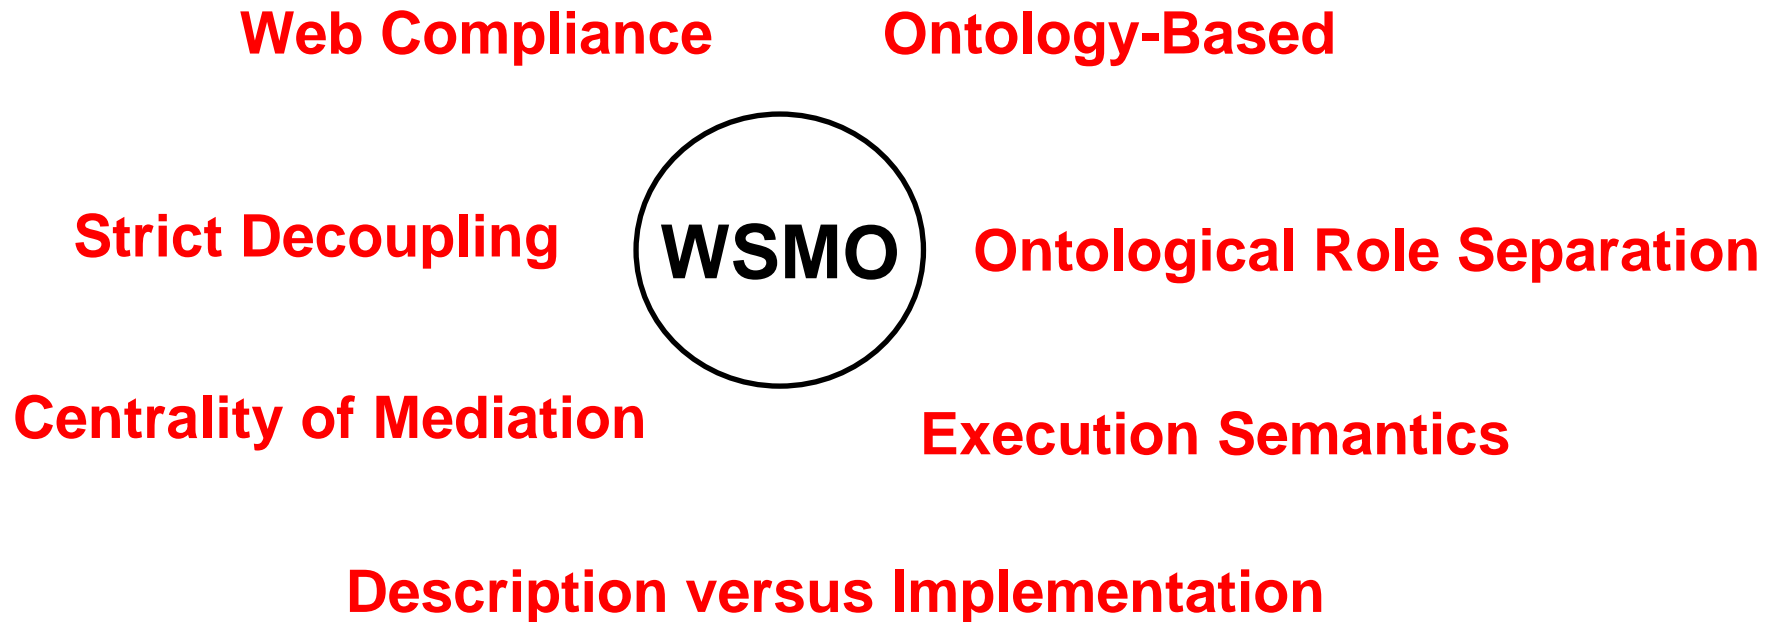 Web Compliance
Ontology-Based
Strict Decoupling
WSMO
Ontological Role Separation
Centrality of Mediation
Execution Semantics
Description versus Implementation